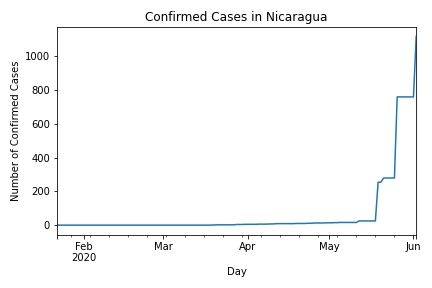 Confirmed Cases in Nicaragua
Number of Confirmed Cases
1000
800
600
400
200
0
Feb
2020
Mar
Apr
May
Jun
Day